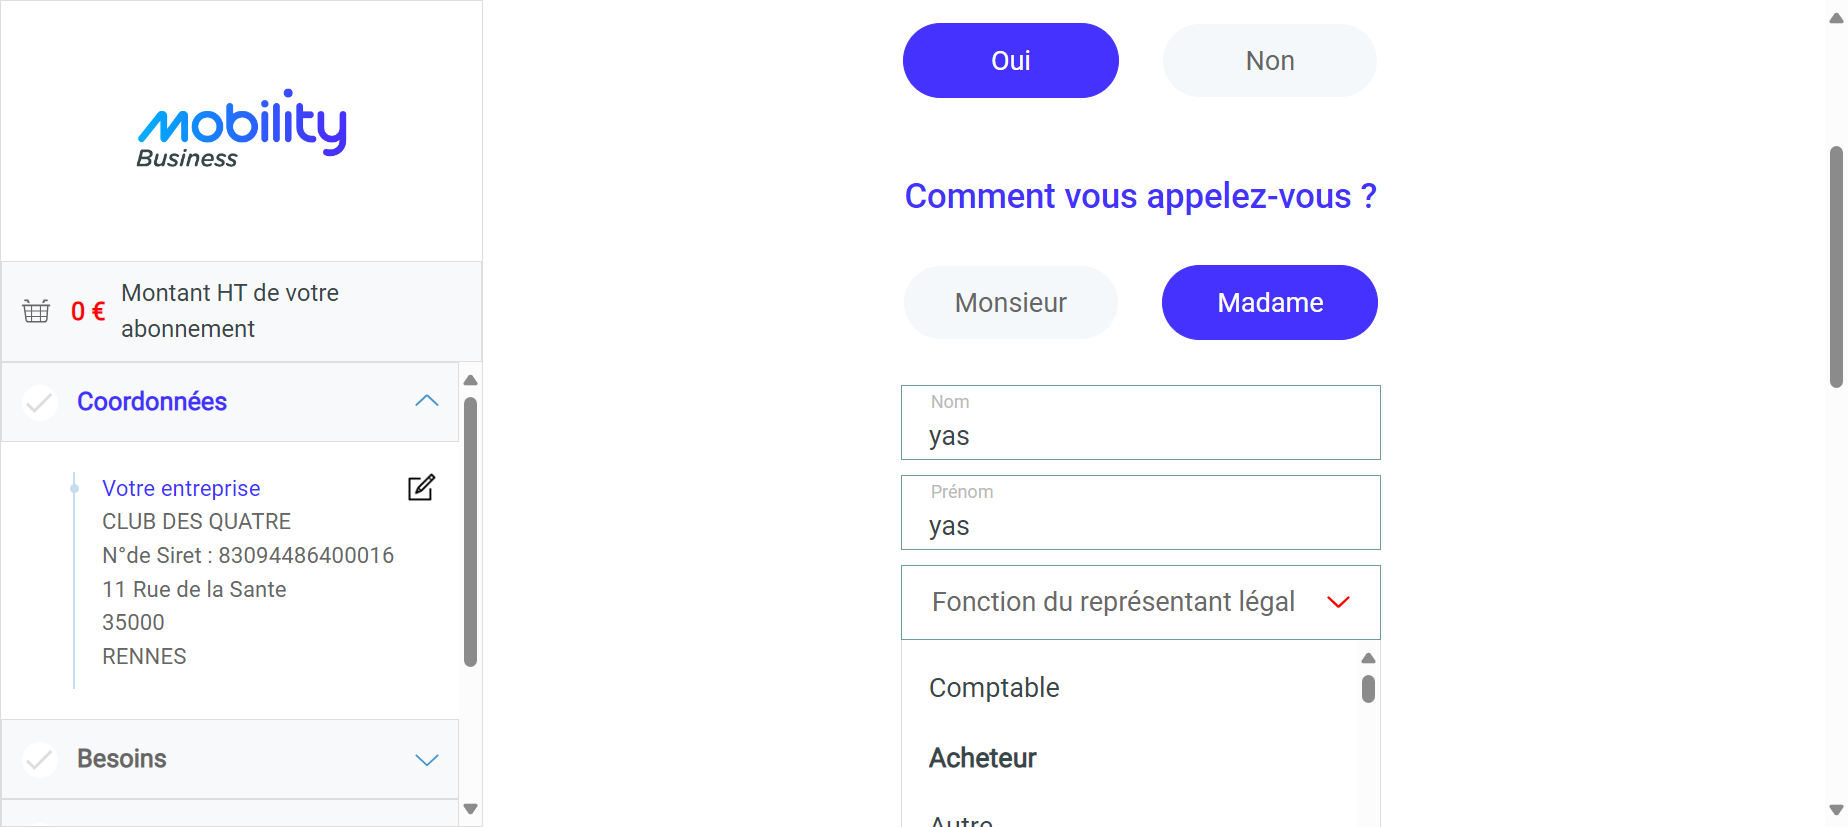 mobility
Business
0 €
Montant HT de votre
abonnement
Coordonnées
Votre entreprise
CLUB DES QUATRE
N°de Siret : 83094486400016
11 Rue de la Sante
35000
RENNES
Besoins
Oui
Non
Comment vous appelez-vous ?
Monsieur
Madame
Nom
yas
Prénom
yas
Fonction du représentant légal
Comptable
Acheteur
Autre